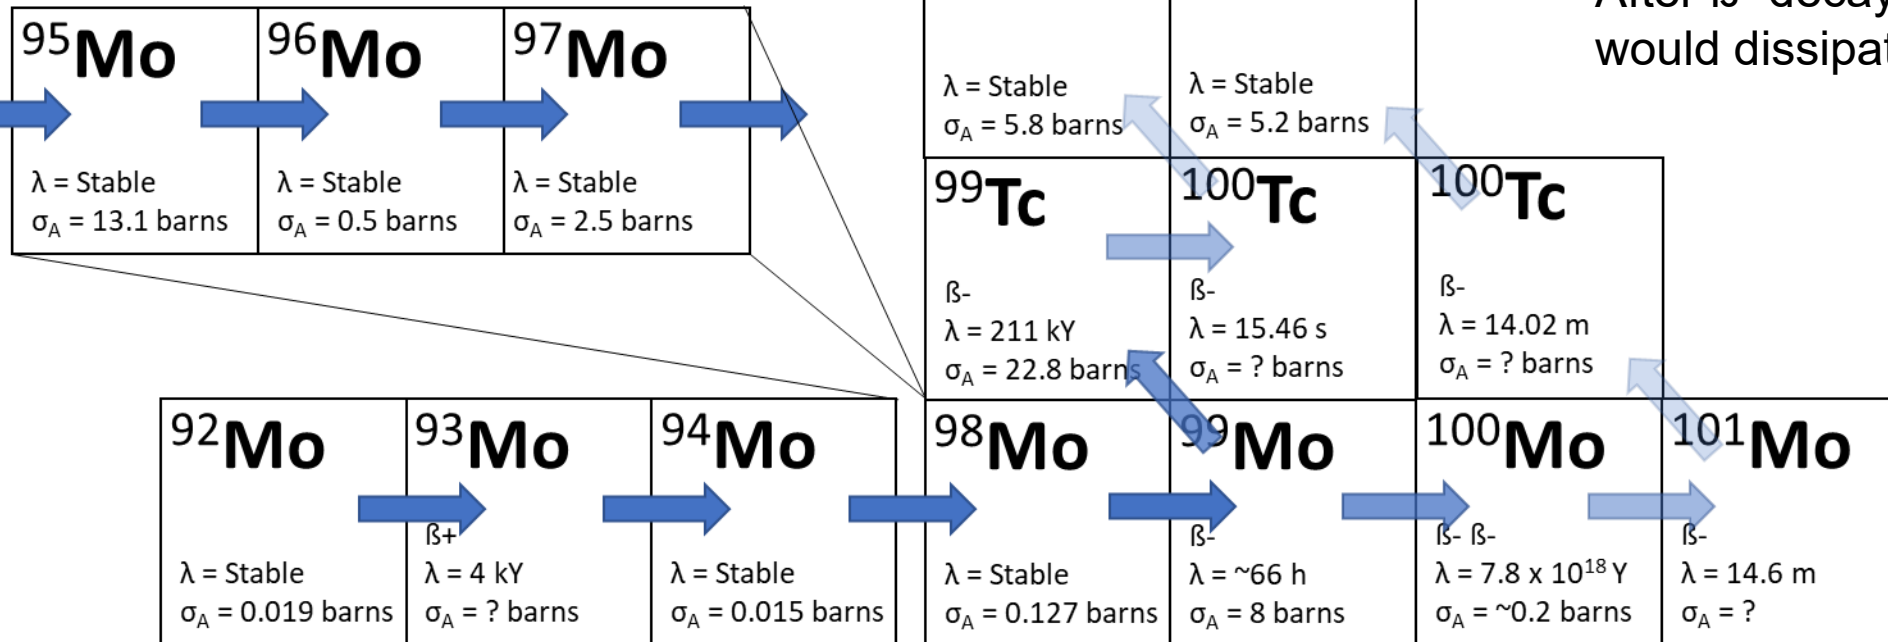 95Mo
λ = Stable
σA = 13.1 barns
96Mo
λ = Stable
σA = 0.5 barns
97Mo
λ = Stable
σA = 2.5 barns
λ = Stable
σA = 5.8 barns
λ = Stable
σA = 5.2 barns
would dissipat
99Tc
ß-
λ = 211 kY
σA = 22.8 barns
100Tc
ß-
λ = 15.46 s
σA = ? barns
100Tc
ß-
λ = 14.02 m
σA = ? barns
92Mo
λ = Stable
σA = 0.019 barns
93Mo
ß+
λ = 4 kY
σA = ? barns
94Mo
λ = Stable
σA = 0.015 barns
98Mo
λ = Stable
σA = 0.127 barns
99Mo
ß-
λ = ~66 h
σA = 8 barns
100Mo
ß- ß-
λ = 7.8 x 10¹⁸ Y
σA = ~0.2 barns
101Mo
ß-
λ = 14.6 m
σA = ?